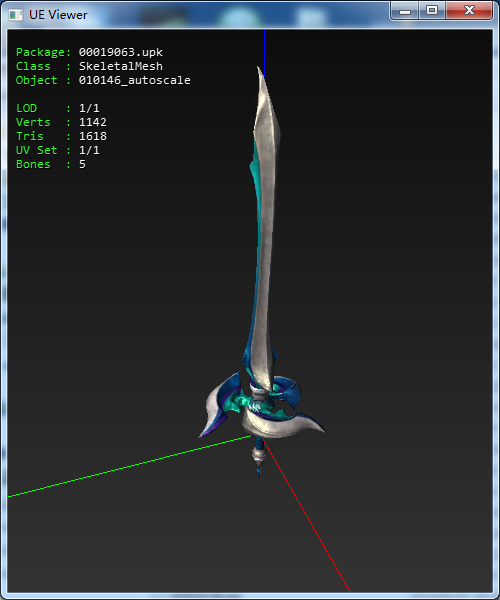 UE Viewer
Package: 00019063.upk
Class : SkeletalMesh
Object : 010146_autoscale
LOD : 1/1
Verts : 1142
Tris : 1618
UV Set : 1/1
Bones : 5